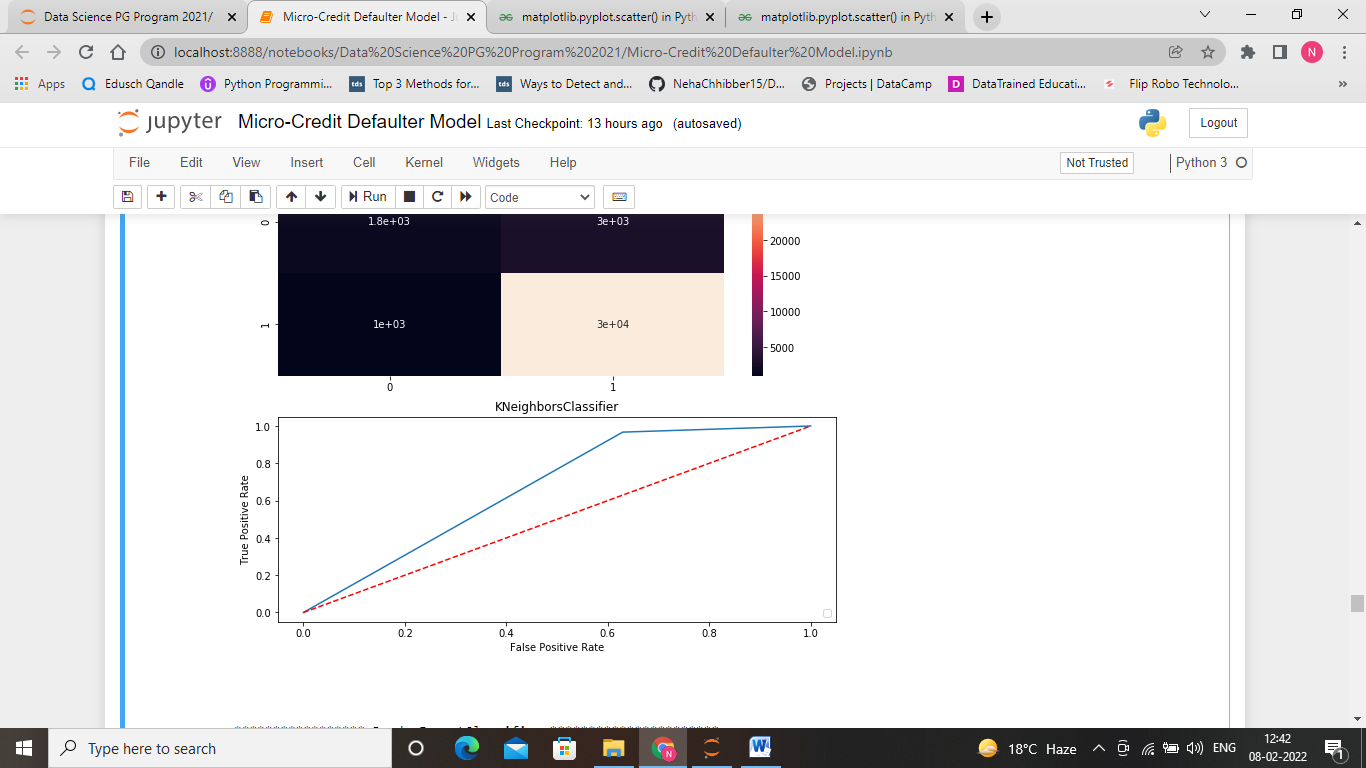 Data Science PG Program 2021/
Micro-Credit Defaulter Model - Ju
matplotlib.pyplot.scatter() in Pyth
matplotlib.pyplot.scatter() in Pyth
localhost:8888/notebooks/Data%20Science%20PG%20Program%202021/Micro-Credit%20Defaulter%20Model.ipynb
N
Apps Edusch Qandle Python Programmi... tds Top 3 Methods for... tds Ways to Detect and... NehaChhibber15/D... Projects | DataCamp D DataTrained Educati... Flip Robo Technolo... »
jupyter Micro-Credit Defaulter Model Last Checkpoint: 13 hours ago (autosaved) Logout
File Edit View Insert Cell Kernel Widgets Help Not Trusted Python 3
Run Code
0 1.8e+03 3e+03
20000
15000
10000
1 1e+03 3e+04
5000
0 1
KNeighborsClassifier
1.0
0.8
0.6
0.4
0.2
0.0
True Positive Rate
0.0 0.2 0.4 0.6 0.8 1.0
False Positive Rate
Type here to search
N
W
18°C Haze
ENG
12:42
08-02-2022
1